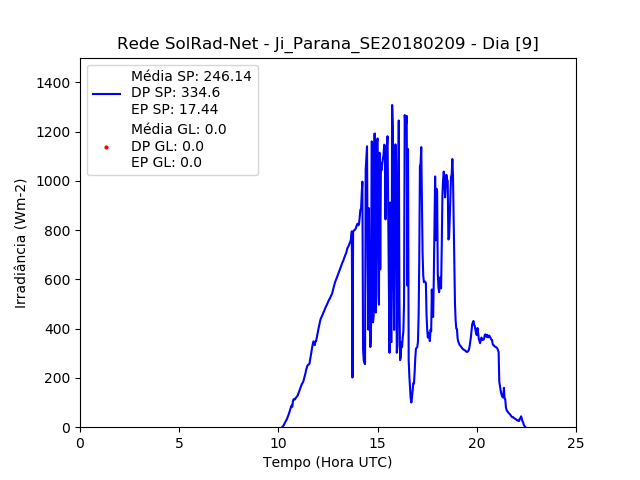 Rede SolRad-Net - Ji_Parana_SE20180209 - Dia [9]
Média SP: 246.14
DP SP: 334.6
EP SP: 17.44
Média GL: 0.0
DP GL: 0.0
EP GL: 0.0
Irradiância (Wm-2)
1400
1200
1000
800
600
400
200
0
0 5 10 15 20 25
Tempo (Hora UTC)